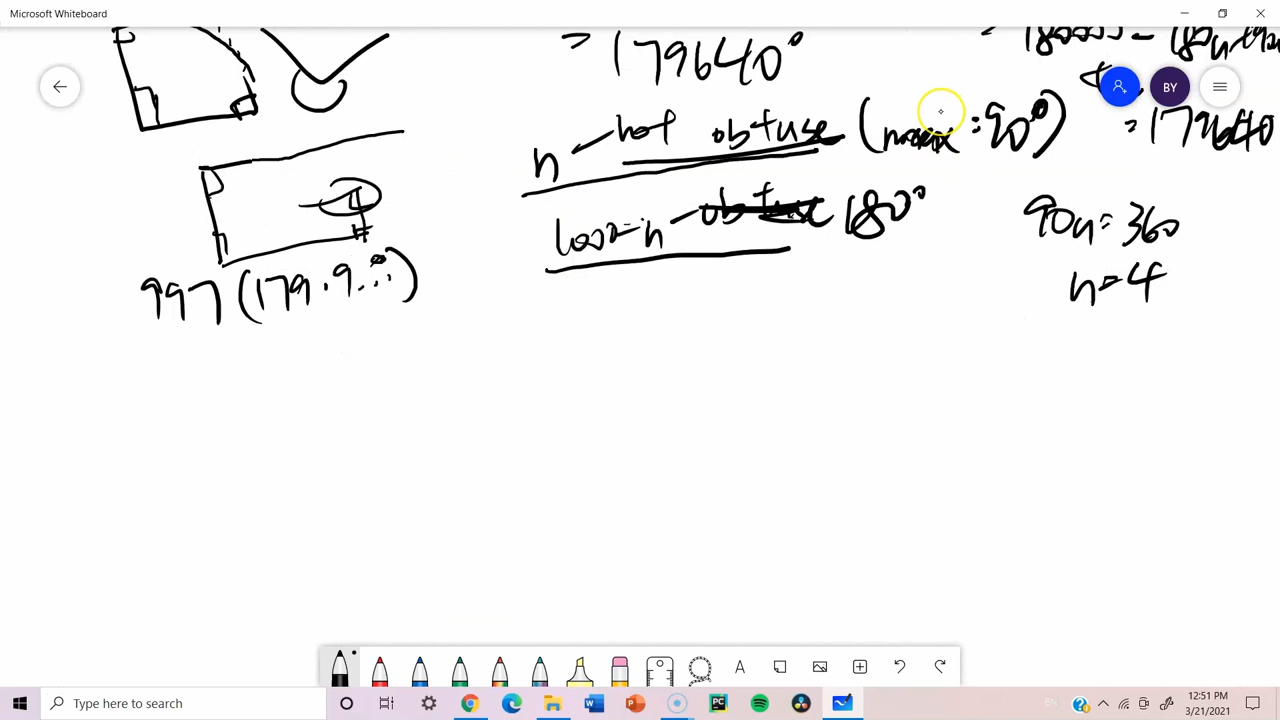 Microsoft Whiteboard
= 179640°
n not obtuse (max = 90°)
= 179640
BY
n obtuse 180°
90n = 360
n = 4
997 (179.9...)
Type here to search
12:51 PM
3/21/2021